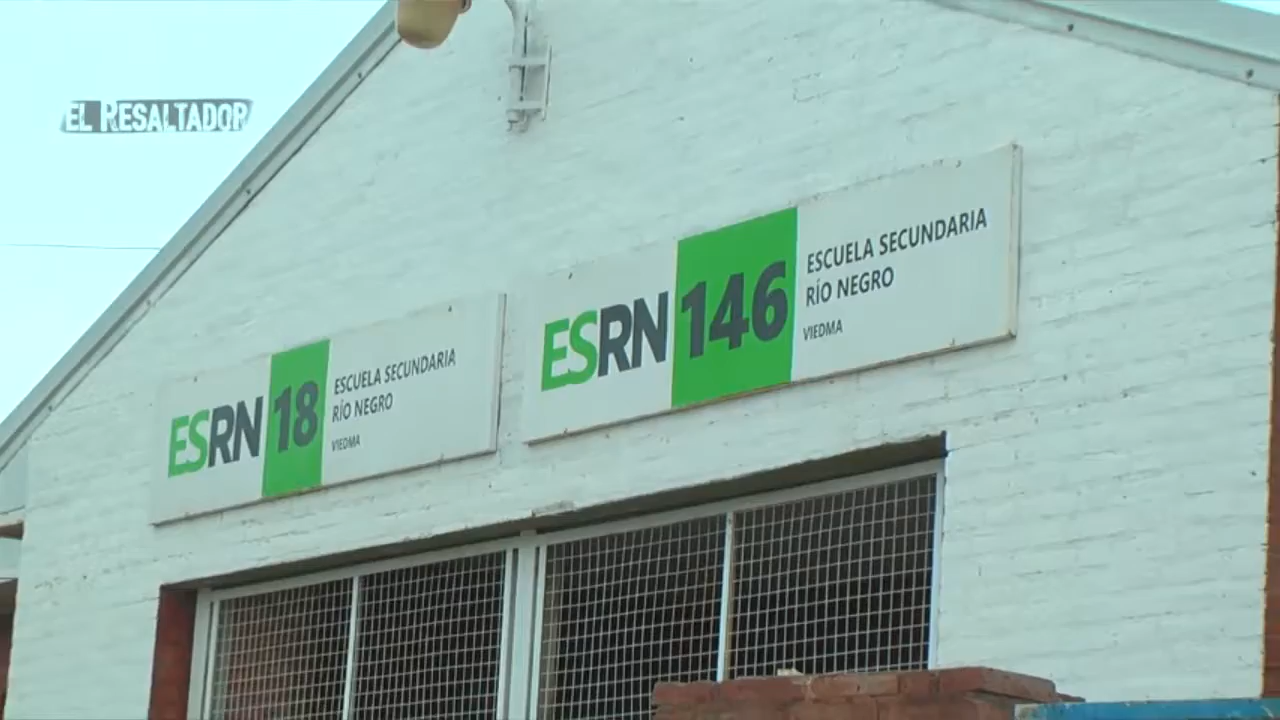 EL RESALTADOR
ESRN 18
ESCUELA SECUNDARIA
RÍO NEGRO
VIEDMA
ESRN 146
ESCUELA SECUNDARIA
RÍO NEGRO
VIEDMA